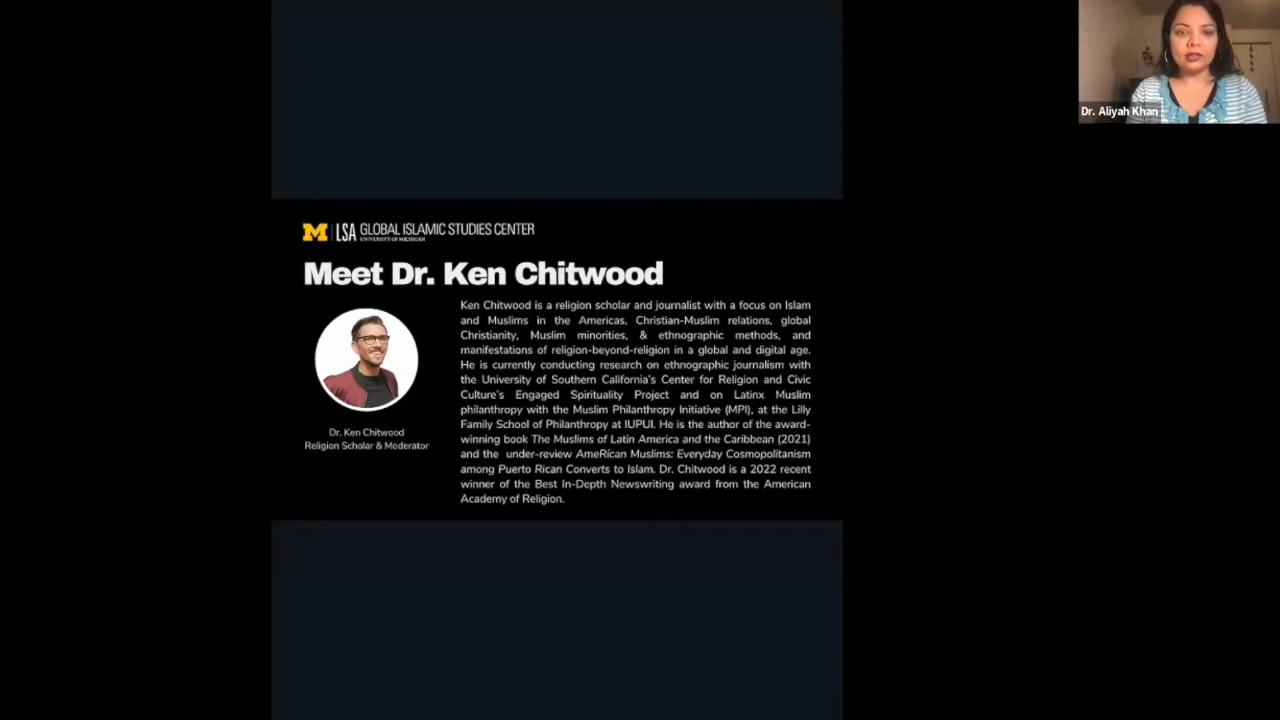 Dr. Aliyah Khan
M LSA GLOBAL ISLAMIC STUDIES CENTER
UNIVERSITY OF MICHIGAN
Meet Dr. Ken Chitwood
Ken Chitwood is a religion scholar and journalist with a focus on Islam
and Muslims in the Americas, Christian-Muslim relations, global
Christianity, Muslim minorities, & ethnographic methods, and
manifestations of religion-beyond-religion in a global and digital age.
He is currently conducting research on ethnographic journalism with
the University of Southern California's Center for Religion and Civic
Culture's Engaged Spirituality Project and on Latinx Muslim
philanthropy with the Muslim Philanthropy Initiative (MPI), at the Lilly
Family School of Philanthropy at IUPUI. He is the author of the award-
winning book The Muslims of Latin America and the Caribbean (2021)
and the under-review AmeRícan Muslims: Everyday Cosmopolitanism
among Puerto Rican Converts to Islam. Dr. Chitwood is a 2022 recent
winner of the Best In-Depth Newswriting award from the American
Academy of Religion.
Dr. Ken Chitwood
Religion Scholar & Moderator